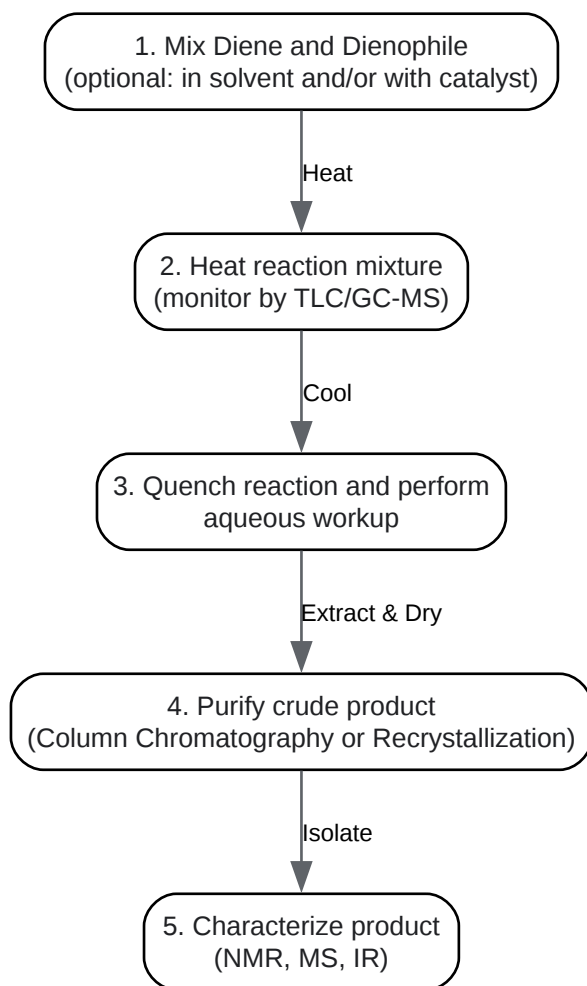 1. Mix Diene and Dienophile
(optional: in solvent and/or with catalyst)
Heat
2. Heat reaction mixture
(monitor by TLC/GC-MS)
Cool
3. Quench reaction and perform
aqueous workup
Extract & Dry
4. Purify crude product
(Column Chromatography or Recrystallization)
Isolate
5. Characterize product
(NMR, MS, IR)